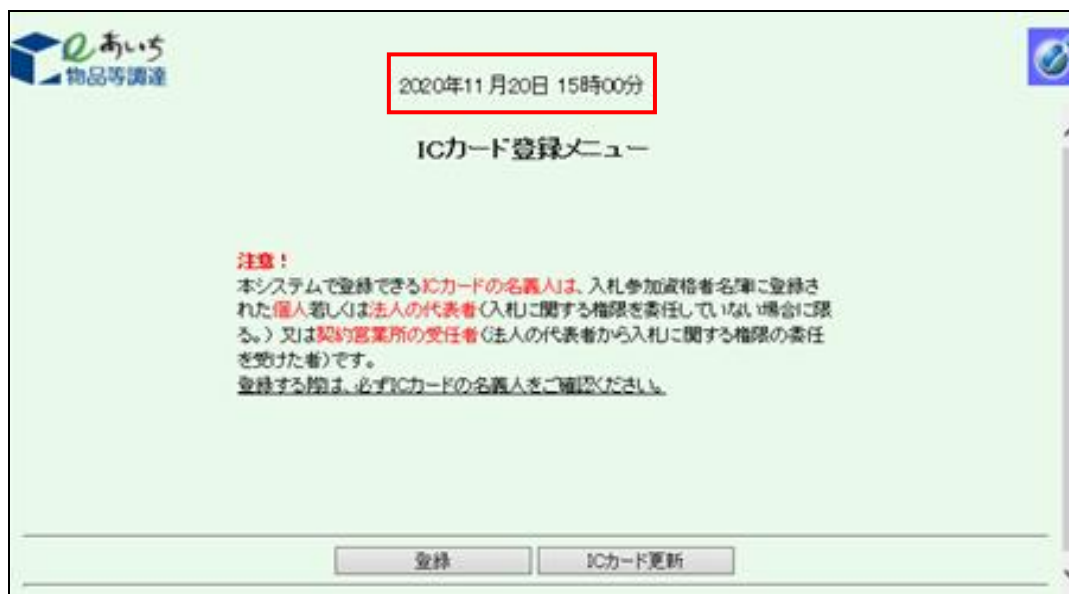 eあいち
物品等調達
2020年11月20日 15時00分
ICカード登録メニュー
注意！
本システムで登録できるICカードの名義人は、入札参加資格者名簿に登録さ
れた個人若しくは法人の代表者（入札に関する権限を委任していない場合に限
る。）又は契約営業所の受任者（法人の代表者から入札に関する権限の委任
を受けた者）です。
登録する際は、必ずICカードの名義人をご確認ください。
登録 ICカード更新